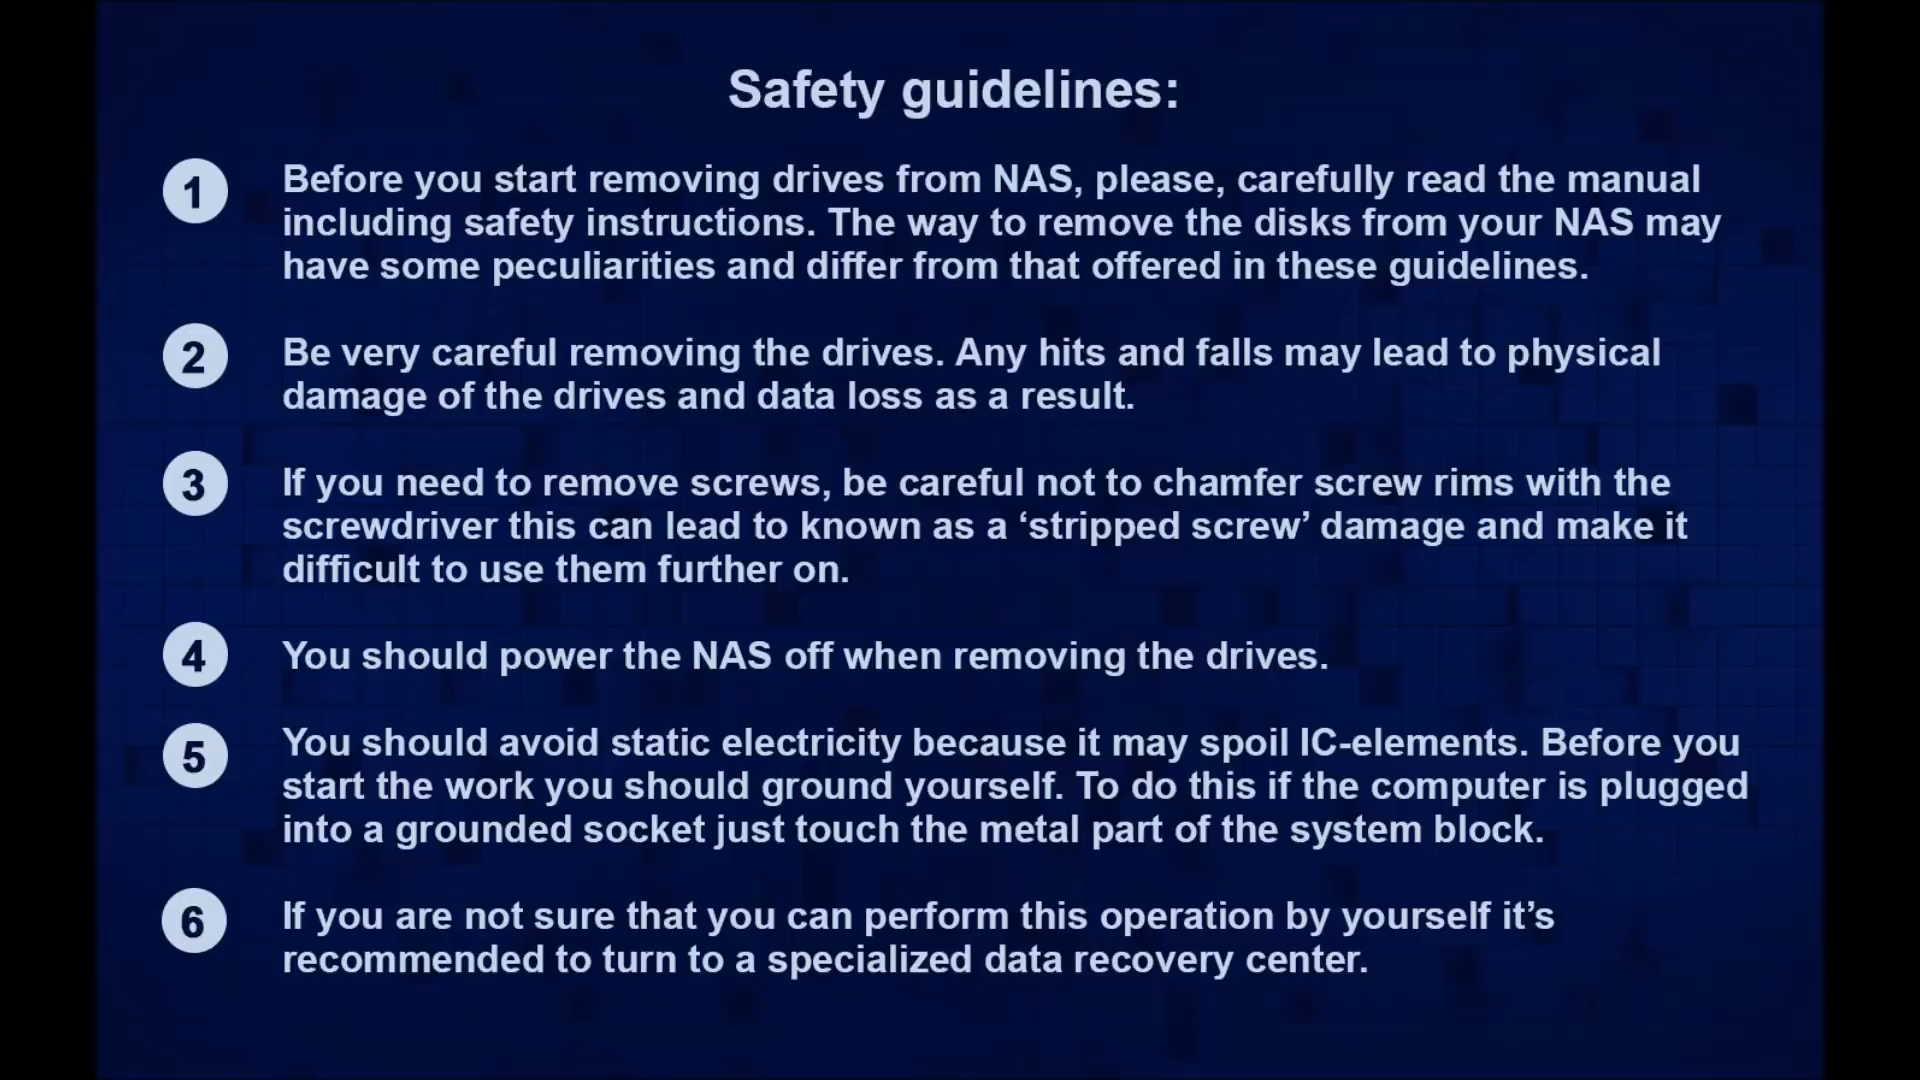 Safety guidelines:
1
Before you start removing drives from NAS, please, carefully read the manual
including safety instructions. The way to remove the disks from your NAS may
have some peculiarities and differ from that offered in these guidelines.
2
Be very careful removing the drives. Any hits and falls may lead to physical
damage of the drives and data loss as a result.
3
If you need to remove screws, be careful not to chamfer screw rims with the
screwdriver this can lead to known as a ‘stripped screw’ damage and make it
difficult to use them further on.
4
You should power the NAS off when removing the drives.
5
You should avoid static electricity because it may spoil IC-elements. Before you
start the work you should ground yourself. To do this if the computer is plugged
into a grounded socket just touch the metal part of the system block.
6
If you are not sure that you can perform this operation by yourself it’s
recommended to turn to a specialized data recovery center.